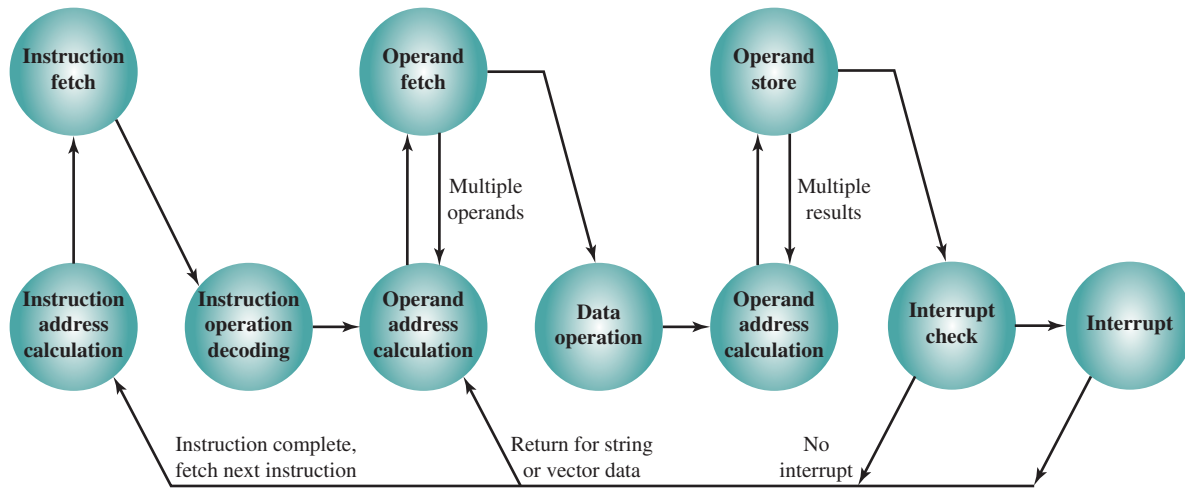 Instruction
fetch
Operand
fetch
Operand
store
Multiple
operands
Multiple
results
Instruction
address
calculation
Instruction
operation
decoding
Operand
address
calculation
Data
operation
Operand
address
calculation
Interrupt
check
Interrupt
Instruction complete,
fetch next instruction
Return for string
or vector data
No
interrupt